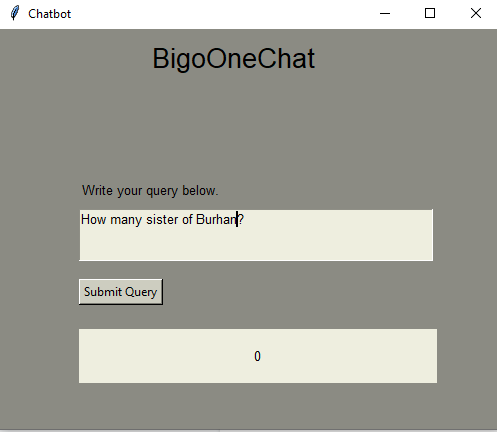 Chatbot
BigoOneChat
Write your query below.
How many sister of Burhan?
Submit Query
0